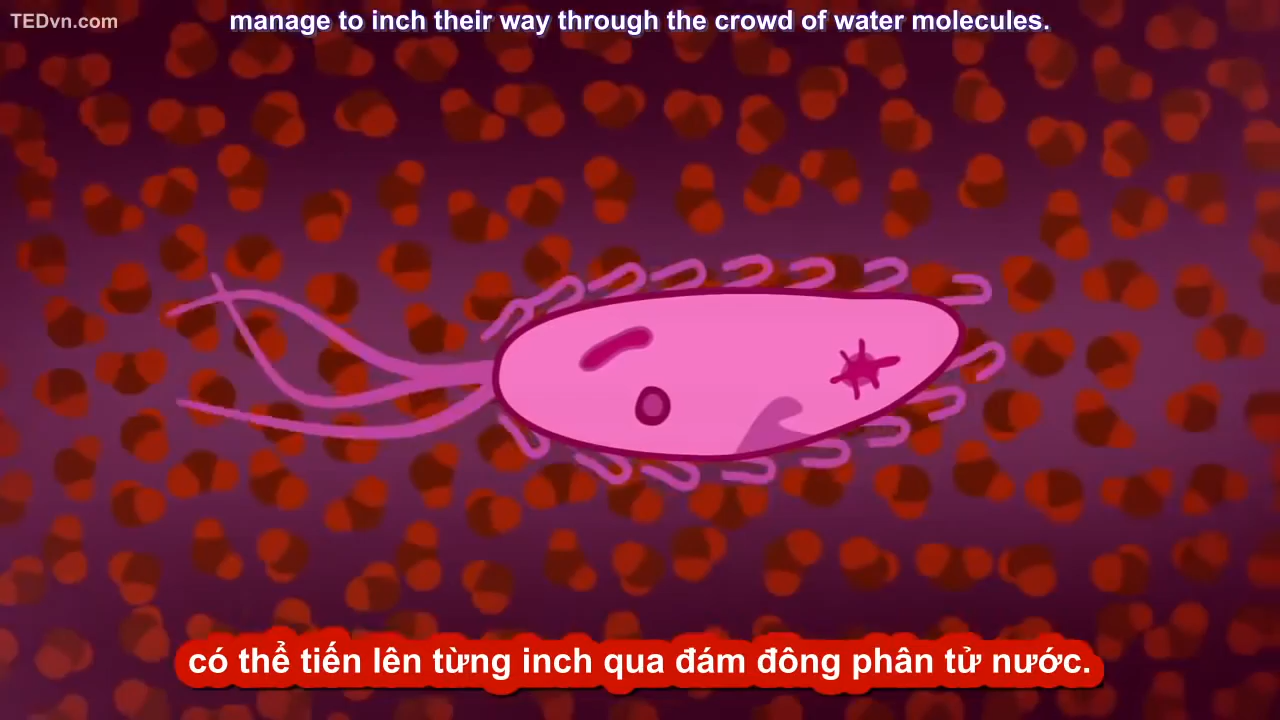 TEDvn.com
manage to inch their way through the crowd of water molecules.
có thể tiến lên từng inch qua đám đông phân tử nước.